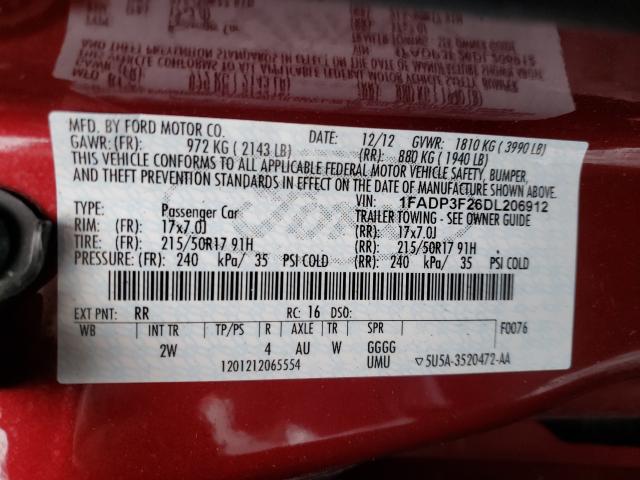 MFD. BY FORD MOTOR CO.
DATE: 12/12 GVWR: 1810 KG ( 3990 LB)
GAWR: (FR): 972 KG ( 2143 LB) (RR): 880 KG ( 1940 LB)
THIS VEHICLE CONFORMS TO ALL APPLICABLE FEDERAL MOTOR VEHICLE SAFETY, BUMPER,
AND THEFT PREVENTION STANDARDS IN EFFECT ON THE DATE OF MANUFACTURE SHOWN ABOVE.
VIN: 1FADP3F26DL206912
TYPE: Passenger Car TRAILER TOWING - SEE OWNER GUIDE
RIM: (FR): 17x7.0J (RR): 17x7.0J
TIRE: (FR): 215/50R17 91H (RR): 215/50R17 91H
PRESSURE: (FR) 240 kPa/ 35 PSI COLD (RR): 240 kPa/ 35 PSI COLD
EXT PNT: RR RC: 16 DSO: F0076
WB INT TR TP/PS R AXLE TR SPR
2W 4 AU W GGGG
1201212065554 UMU ▽5U5A-3520472-AA